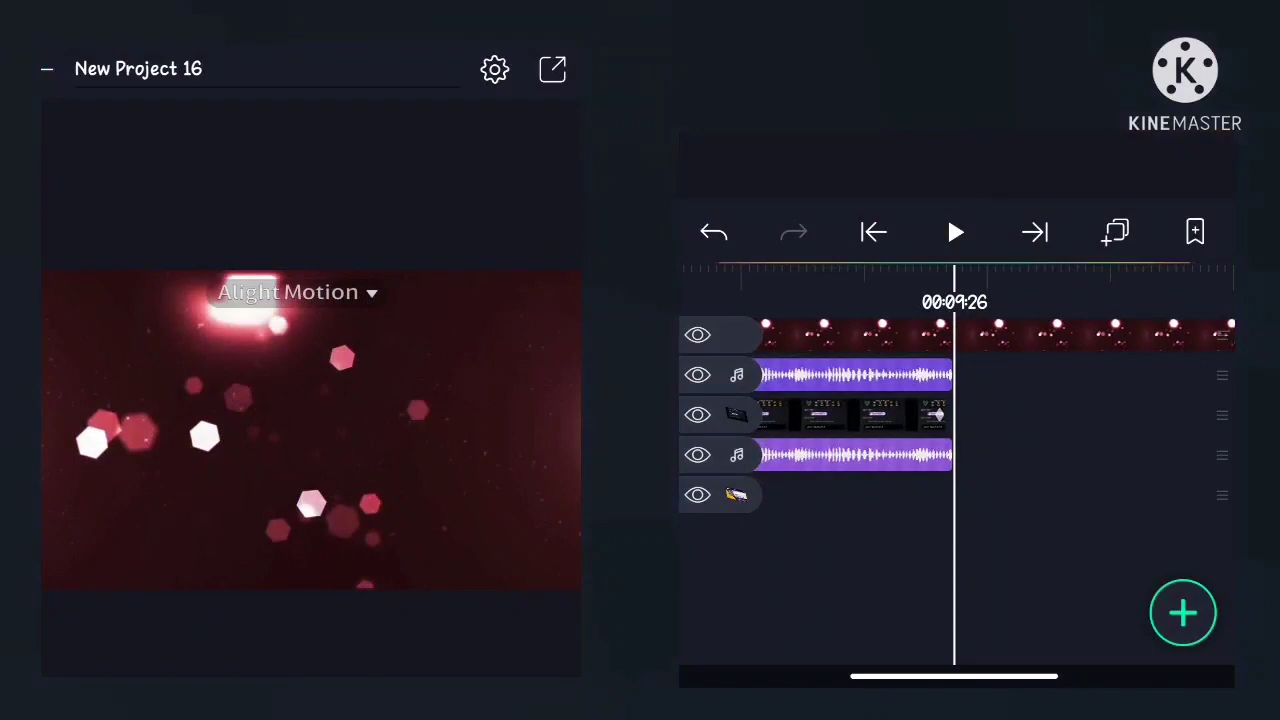 New Project 16
Alight Motion
K
KINEMASTER
00:09:26